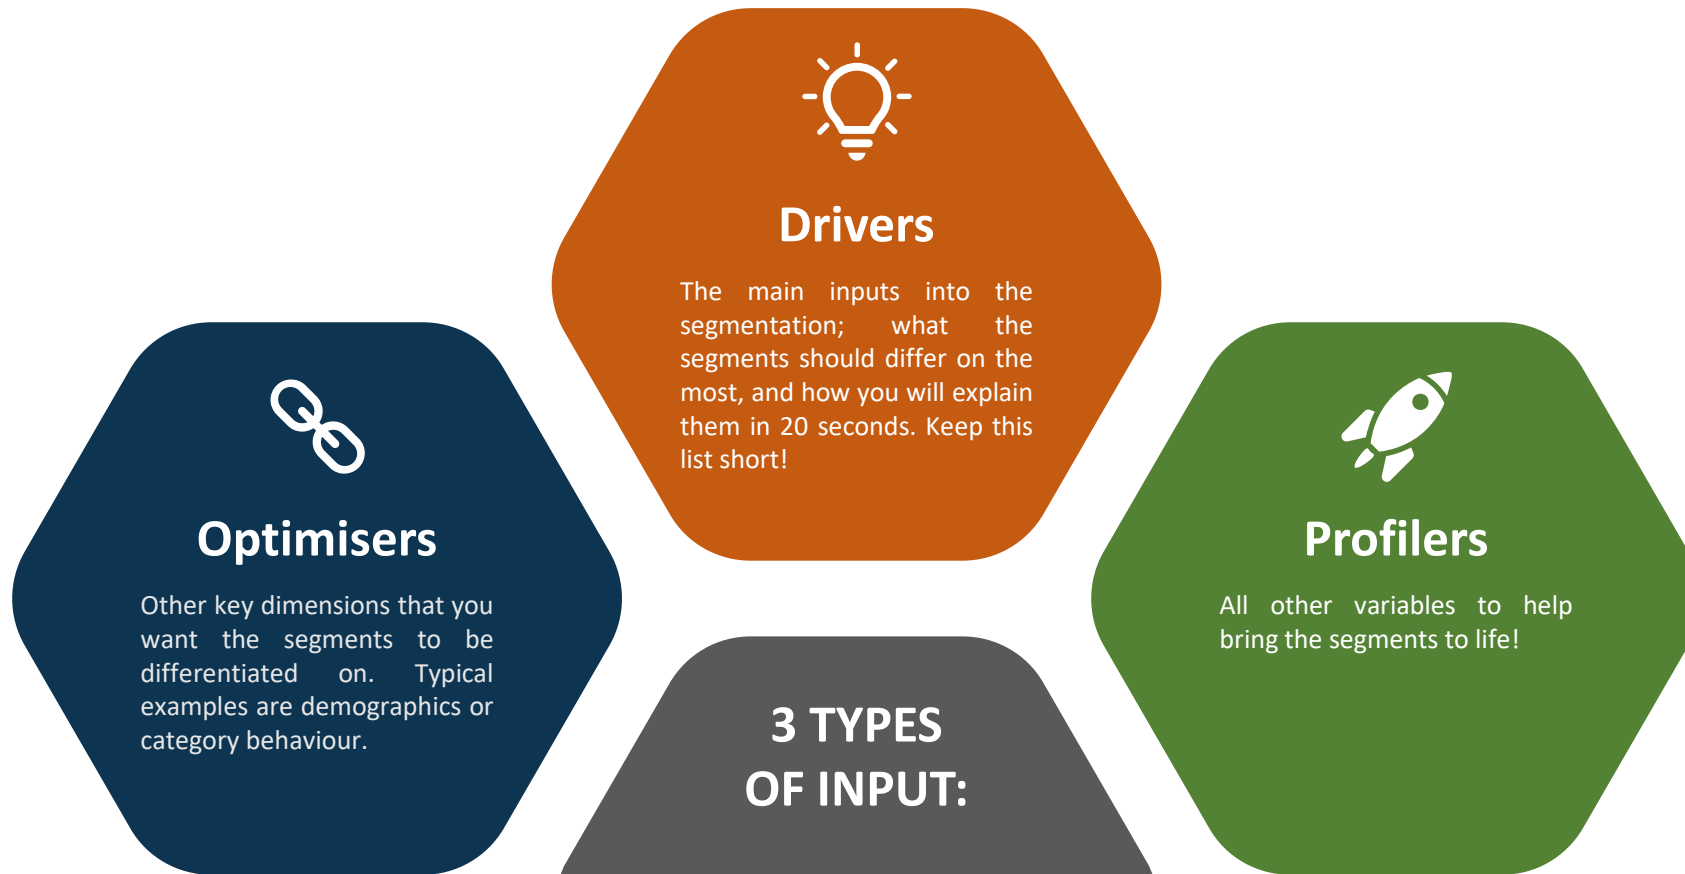 Drivers
The main inputs into the
segmentation; what the
segments should differ on the
most, and how you will explain
them in 20 seconds. Keep this
list short!
Optimisers
Other key dimensions that you
want the segments to be
differentiated on. Typical
examples are demographics or
category behaviour.
Profilers
All other variables to help
bring the segments to life!
3 TYPES
OF INPUT: